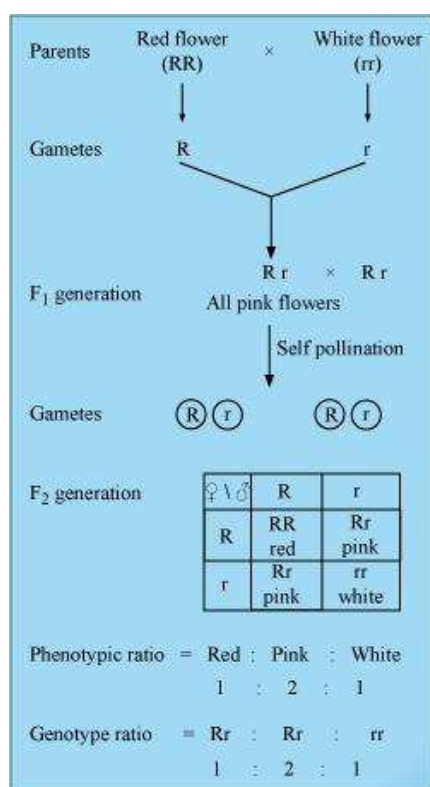 Parents Red flower × White flower
(RR) (rr)
Gametes R r
R r × R r
F₁ generation All pink flowers
Self pollination
Gametes R r R r
F₂ generation ♀ \ ♂ R r
R RR Rr
red pink
r Rr rr
pink white
Phenotypic ratio = Red : Pink : White
1 : 2 : 1
Genotype ratio = Rr : Rr : rr
1 : 2 : 1